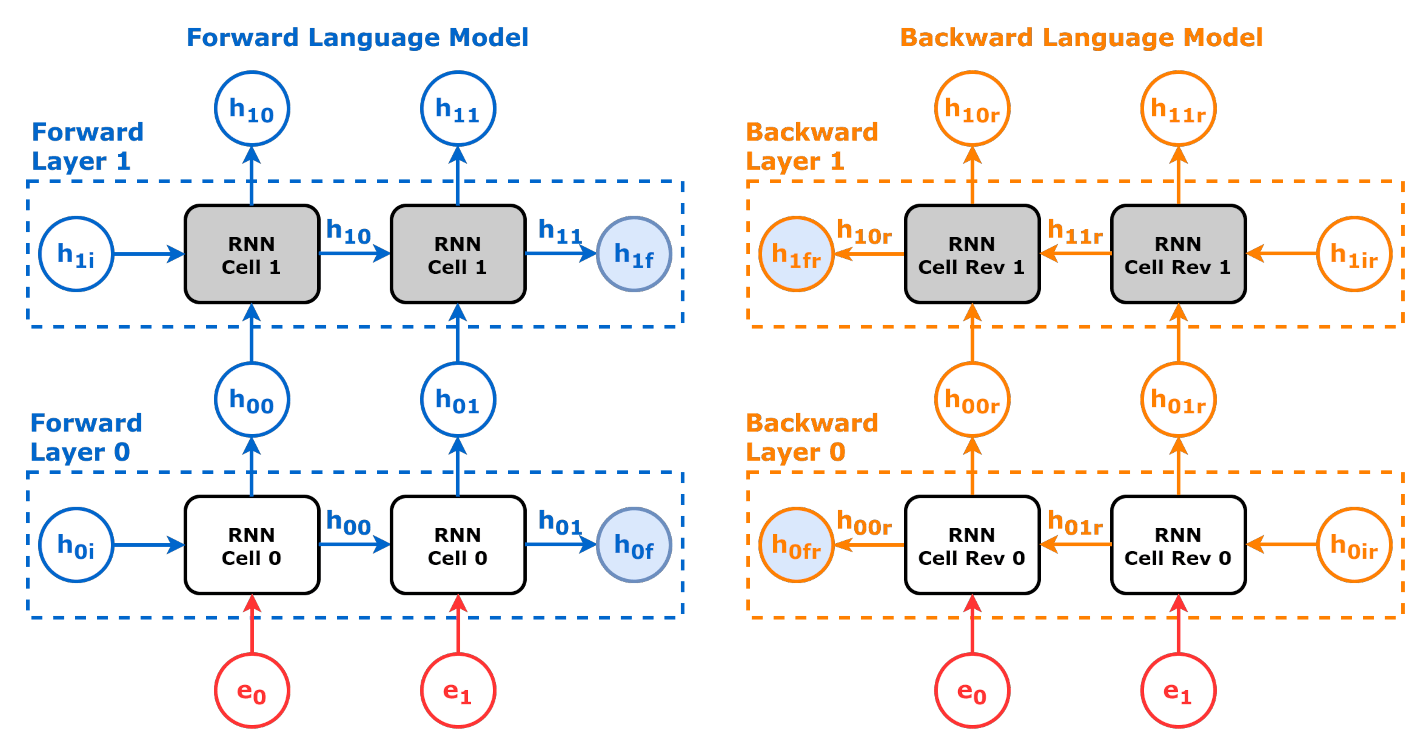 Forward Language Model
h10
h11
Forward
Layer 1
h1i
RNN
Cell 1
h10
RNN
Cell 1
h11
h1f
h00
h01
Forward
Layer 0
h0i
RNN
Cell 0
h00
RNN
Cell 0
h01
h0f
e0
e1
Backward Language Model
h10r
h11r
Backward
Layer 1
h1fr
h10r
RNN
Cell Rev 1
h11r
RNN
Cell Rev 1
h1ir
h00r
h01r
Backward
Layer 0
h0fr
h00r
RNN
Cell Rev 0
h01r
RNN
Cell Rev 0
h0ir
e0
e1